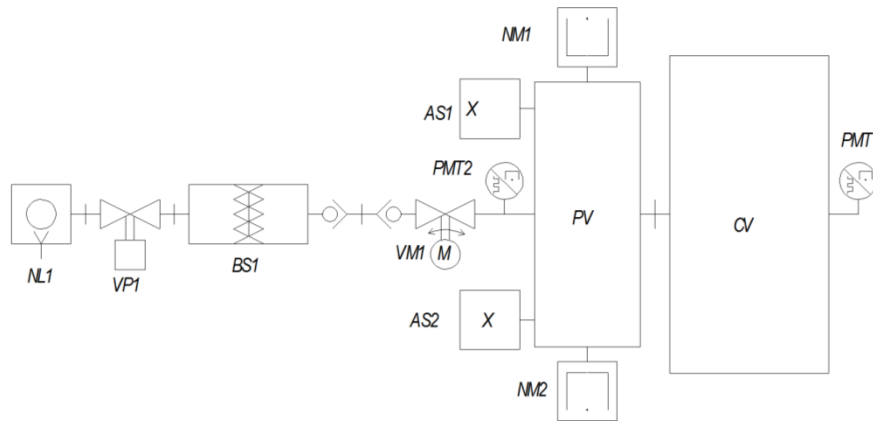 NM1
AS1
X
PMT2
PMT
NL1
VP1
BS1
VM1
M
PV
CV
AS2
X
NM2